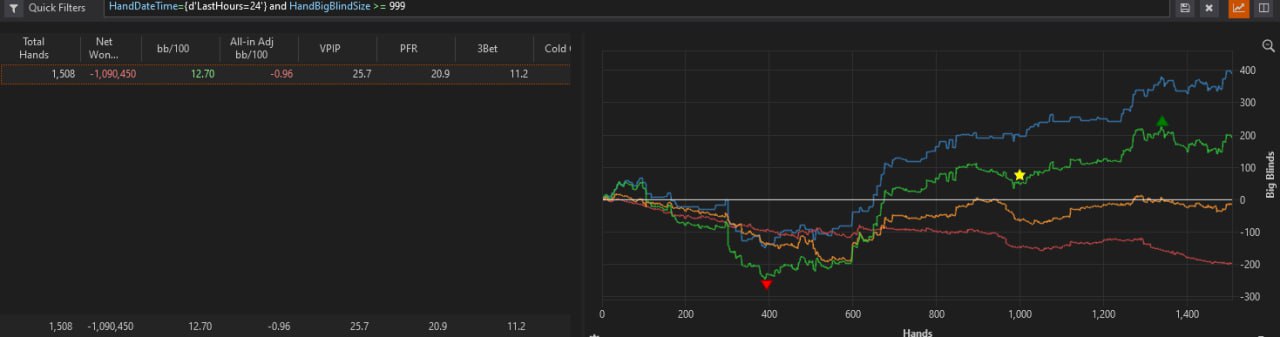 Quick Filters HandDateTime={d'LastHours=24'} and HandBigBlindSize >= 999
Total Hands Net Won... bb/100 All-in Adj bb/100 VPIP PFR 3Bet Cold
1,508 -1,090,450 12.70 -0.96 25.7 20.9 11.2
1,508 -1,090,450 12.70 -0.96 25.7 20.9 11.2
400
300
200
100
0
-100
-200
-300
Big Blinds
0 200 400 600 800 1,000 1,200 1,400
Hands